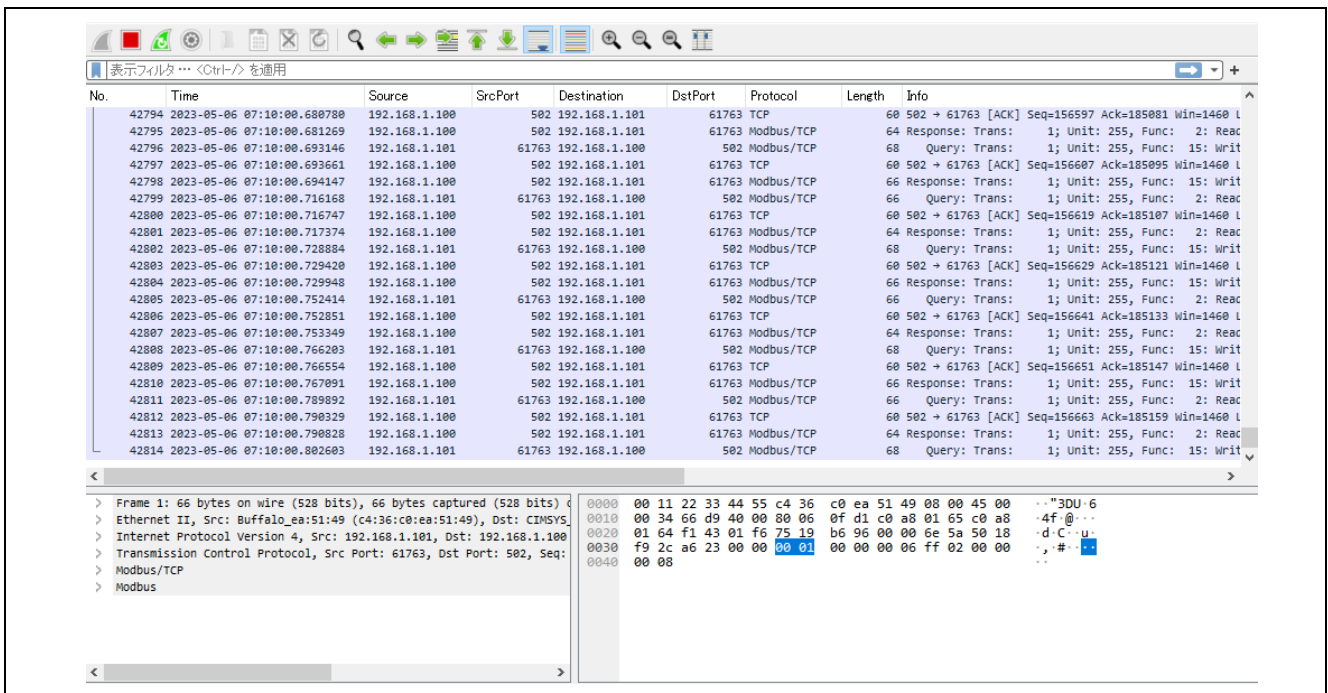 表示フィルタ … <Ctrl-/> を適用
No. Time Source SrcPort Destination DstPort Protocol Length Info
42794 2023-05-06 07:10:00.680780 192.168.1.100 502 192.168.1.101 61763 TCP 60 502 → 61763 [ACK] Seq=156597 Ack=185081 Win=1460 L
42795 2023-05-06 07:10:00.681269 192.168.1.100 502 192.168.1.101 61763 Modbus/TCP 64 Response: Trans: 1; Unit: 255, Func: 2: Read
42796 2023-05-06 07:10:00.693146 192.168.1.101 61763 192.168.1.100 502 Modbus/TCP 68 Query: Trans: 1; Unit: 255, Func: 15: Writ
42797 2023-05-06 07:10:00.693661 192.168.1.100 502 192.168.1.101 61763 TCP 60 502 → 61763 [ACK] Seq=156607 Ack=185095 Win=1460 L
42798 2023-05-06 07:10:00.694147 192.168.1.100 502 192.168.1.101 61763 Modbus/TCP 66 Response: Trans: 1; Unit: 255, Func: 15: Writ
42799 2023-05-06 07:10:00.716168 192.168.1.101 61763 192.168.1.100 502 Modbus/TCP 66 Query: Trans: 1; Unit: 255, Func: 2: Read
42800 2023-05-06 07:10:00.716747 192.168.1.100 502 192.168.1.101 61763 TCP 60 502 → 61763 [ACK] Seq=156619 Ack=185107 Win=1460 L
42801 2023-05-06 07:10:00.717374 192.168.1.100 502 192.168.1.101 61763 Modbus/TCP 64 Response: Trans: 1; Unit: 255, Func: 2: Read
42802 2023-05-06 07:10:00.728884 192.168.1.101 61763 192.168.1.100 502 Modbus/TCP 68 Query: Trans: 1; Unit: 255, Func: 15: Writ
42803 2023-05-06 07:10:00.729420 192.168.1.100 502 192.168.1.101 61763 TCP 60 502 → 61763 [ACK] Seq=156629 Ack=185121 Win=1460 L
42804 2023-05-06 07:10:00.729948 192.168.1.100 502 192.168.1.101 61763 Modbus/TCP 66 Response: Trans: 1; Unit: 255, Func: 15: Writ
42805 2023-05-06 07:10:00.752414 192.168.1.101 61763 192.168.1.100 502 Modbus/TCP 66 Query: Trans: 1; Unit: 255, Func: 2: Read
42806 2023-05-06 07:10:00.752851 192.168.1.100 502 192.168.1.101 61763 TCP 60 502 → 61763 [ACK] Seq=156641 Ack=185133 Win=1460 L
42807 2023-05-06 07:10:00.753349 192.168.1.100 502 192.168.1.101 61763 Modbus/TCP 64 Response: Trans: 1; Unit: 255, Func: 2: Read
42808 2023-05-06 07:10:00.766203 192.168.1.101 61763 192.168.1.100 502 Modbus/TCP 68 Query: Trans: 1; Unit: 255, Func: 15: Writ
42809 2023-05-06 07:10:00.766554 192.168.1.100 502 192.168.1.101 61763 TCP 60 502 → 61763 [ACK] Seq=156651 Ack=185147 Win=1460 L
42810 2023-05-06 07:10:00.767091 192.168.1.100 502 192.168.1.101 61763 Modbus/TCP 66 Response: Trans: 1; Unit: 255, Func: 15: Writ
42811 2023-05-06 07:10:00.789892 192.168.1.101 61763 192.168.1.100 502 Modbus/TCP 66 Query: Trans: 1; Unit: 255, Func: 2: Read
42812 2023-05-06 07:10:00.790329 192.168.1.100 502 192.168.1.101 61763 TCP 60 502 → 61763 [ACK] Seq=156663 Ack=185159 Win=1460 L
42813 2023-05-06 07:10:00.790828 192.168.1.100 502 192.168.1.101 61763 Modbus/TCP 64 Response: Trans: 1; Unit: 255, Func: 2: Read
42814 2023-05-06 07:10:00.802603 192.168.1.101 61763 192.168.1.100 502 Modbus/TCP 68 Query: Trans: 1; Unit: 255, Func: 15: Writ
Frame 1: 66 bytes on wire (528 bits), 66 bytes captured (528 bits)
Ethernet II, Src: Buffalo_ea:51:49 (c4:36:c0:ea:51:49), Dst: CIMSYS_
Internet Protocol Version 4, Src: 192.168.1.101, Dst: 192.168.1.100
Transmission Control Protocol, Src Port: 61763, Dst Port: 502, Seq:
Modbus/TCP
Modbus
0000 00 11 22 33 44 55 c4 36 c0 ea 51 49 08 00 45 00 ··"3DU·6
0010 00 34 66 d9 40 00 80 06 0f d1 c0 a8 01 65 c0 a8 ·4f·@···
0020 01 64 f1 43 01 f6 75 19 b6 96 00 00 6e 5a 50 18 ·d·C··u·
0030 f9 2c a6 23 00 00 00 01 00 00 00 06 ff 02 00 00 ·,·#····
0040 00 08 ··